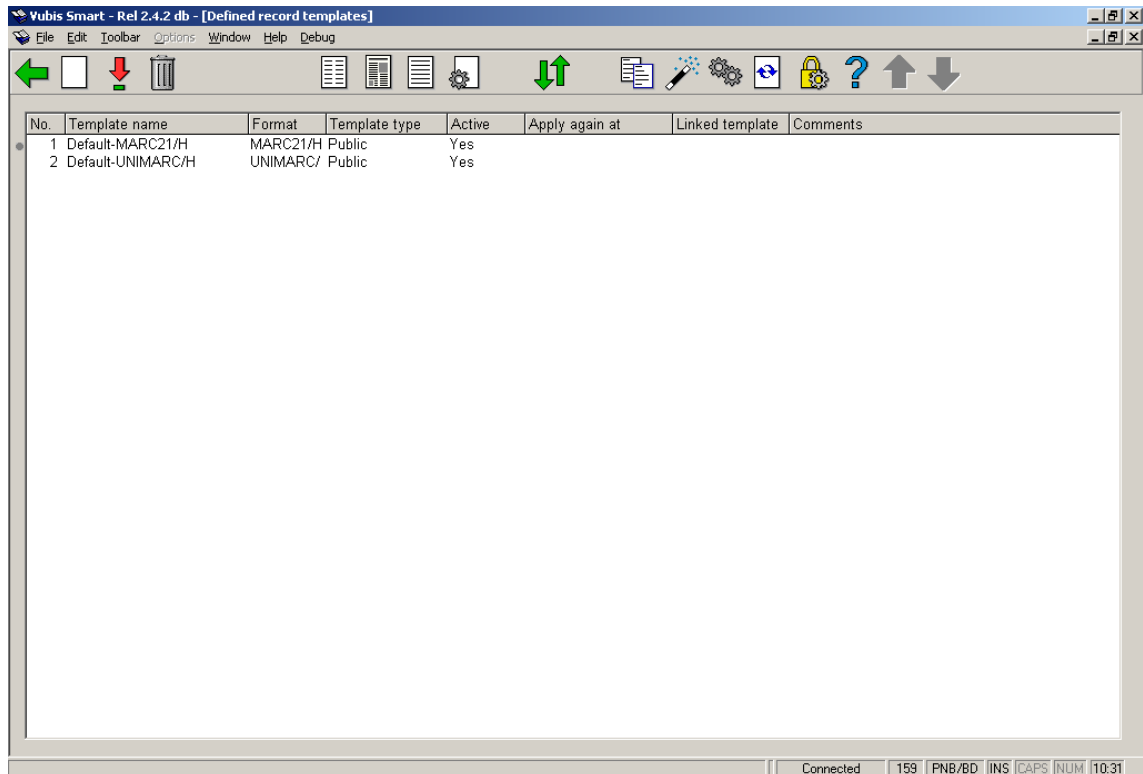 Vubis Smart - Rel 2.4.2 db - [Defined record templates]
File Edit Toolbar Options Window Help Debug
No. Template name Format Template type Active Apply again at Linked template Comments
1 Default-MARC21/H MARC21/H Public Yes
2 Default-UNIMARC/H UNIMARC/ Public Yes
Connected 159 PNB/BD INS CAPS NUM 10:31